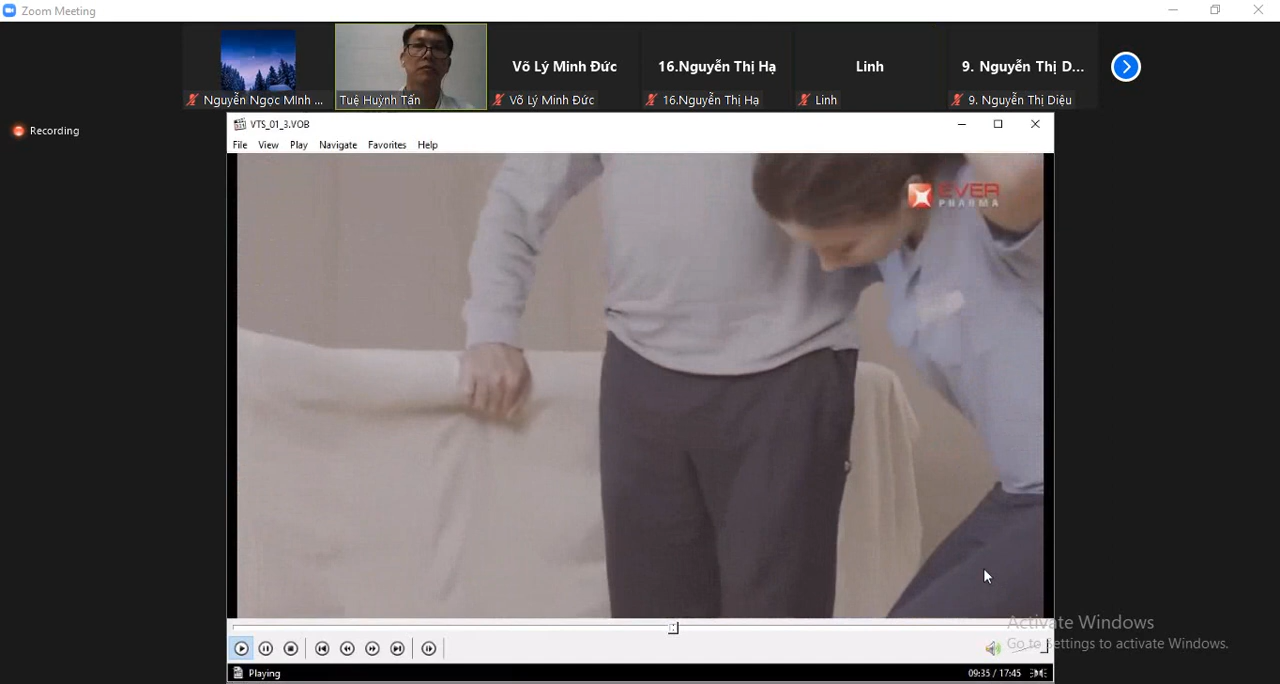 Zoom Meeting
Võ Lý Minh Đức
16.Nguyễn Thị Hạ
Linh
9. Nguyễn Thị D...
Nguyễn Ngọc Minh ...
Tuệ Huỳnh Tấn
Võ Lý Minh Đức
16.Nguyễn Thị Hạ
Linh
9. Nguyễn Thị Diệu
Recording
VTS_01_3.VOB
File View Play Navigate Favorites Help
EVER
PHARMA
Activate Windows
Go to Settings to activate Windows.
Playing
09:35 / 17:45